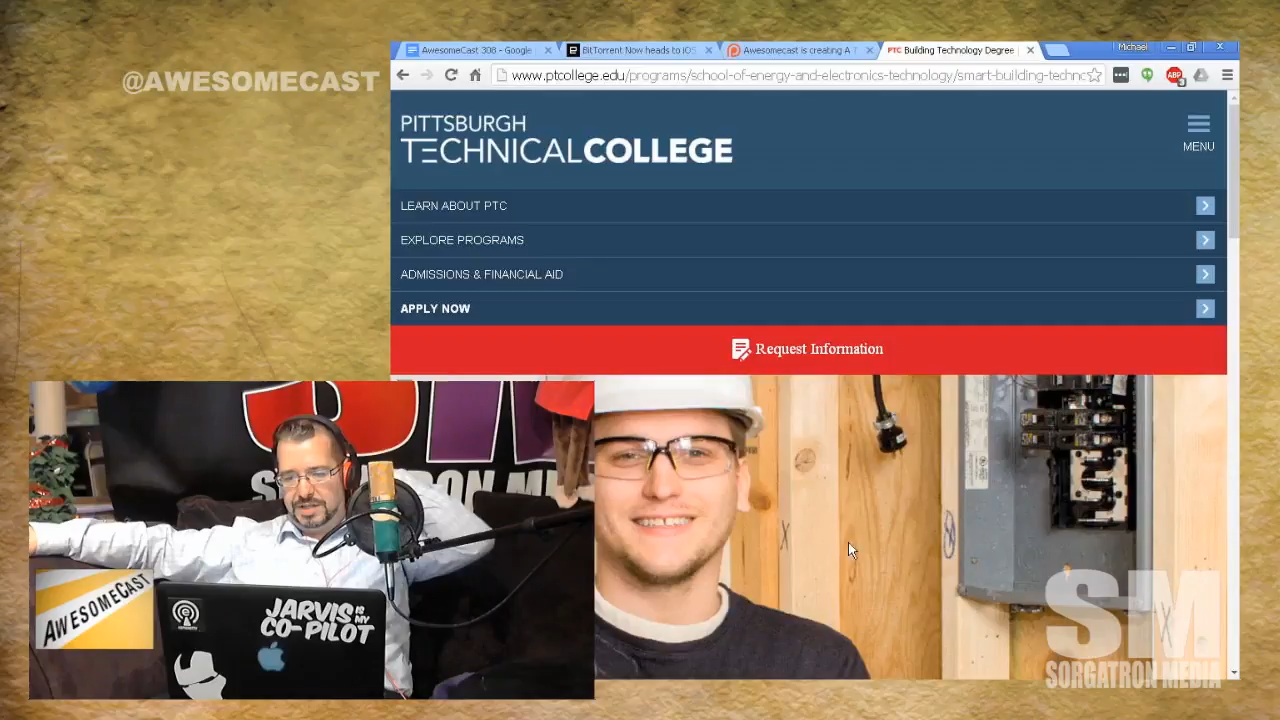 @AWESOMECAST
AwesomeCast 308 - Google
BitTorrent Now heads to iOS
Awesomecast is creating A T
PTC Building Technology Degree
Michael
www.ptcollege.edu/programs/school-of-energy-and-electronics-technology/smart-building-techno
ABP
PITTSBURGH
TECHNICALCOLLEGE
MENU
LEARN ABOUT PTC
EXPLORE PROGRAMS
ADMISSIONS & FINANCIAL AID
APPLY NOW
Request Information
AWESOMECAST
JARVIS IS MY
CO-PILOT
SM
SORGATRON MEDIA